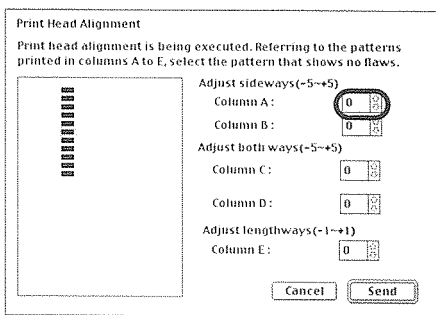 Print Head Alignment
Print head alignment is being executed. Referring to the patterns
printed in columns A to E, select the pattern that shows no flaws.
Adjust sideways(-5~+5)
Column A: 0
Column B: 0
Adjust both ways(-5~+5)
Column C: 0
Column D: 0
Adjust lengthways(-1~+1)
Column E: 0
Cancel Send